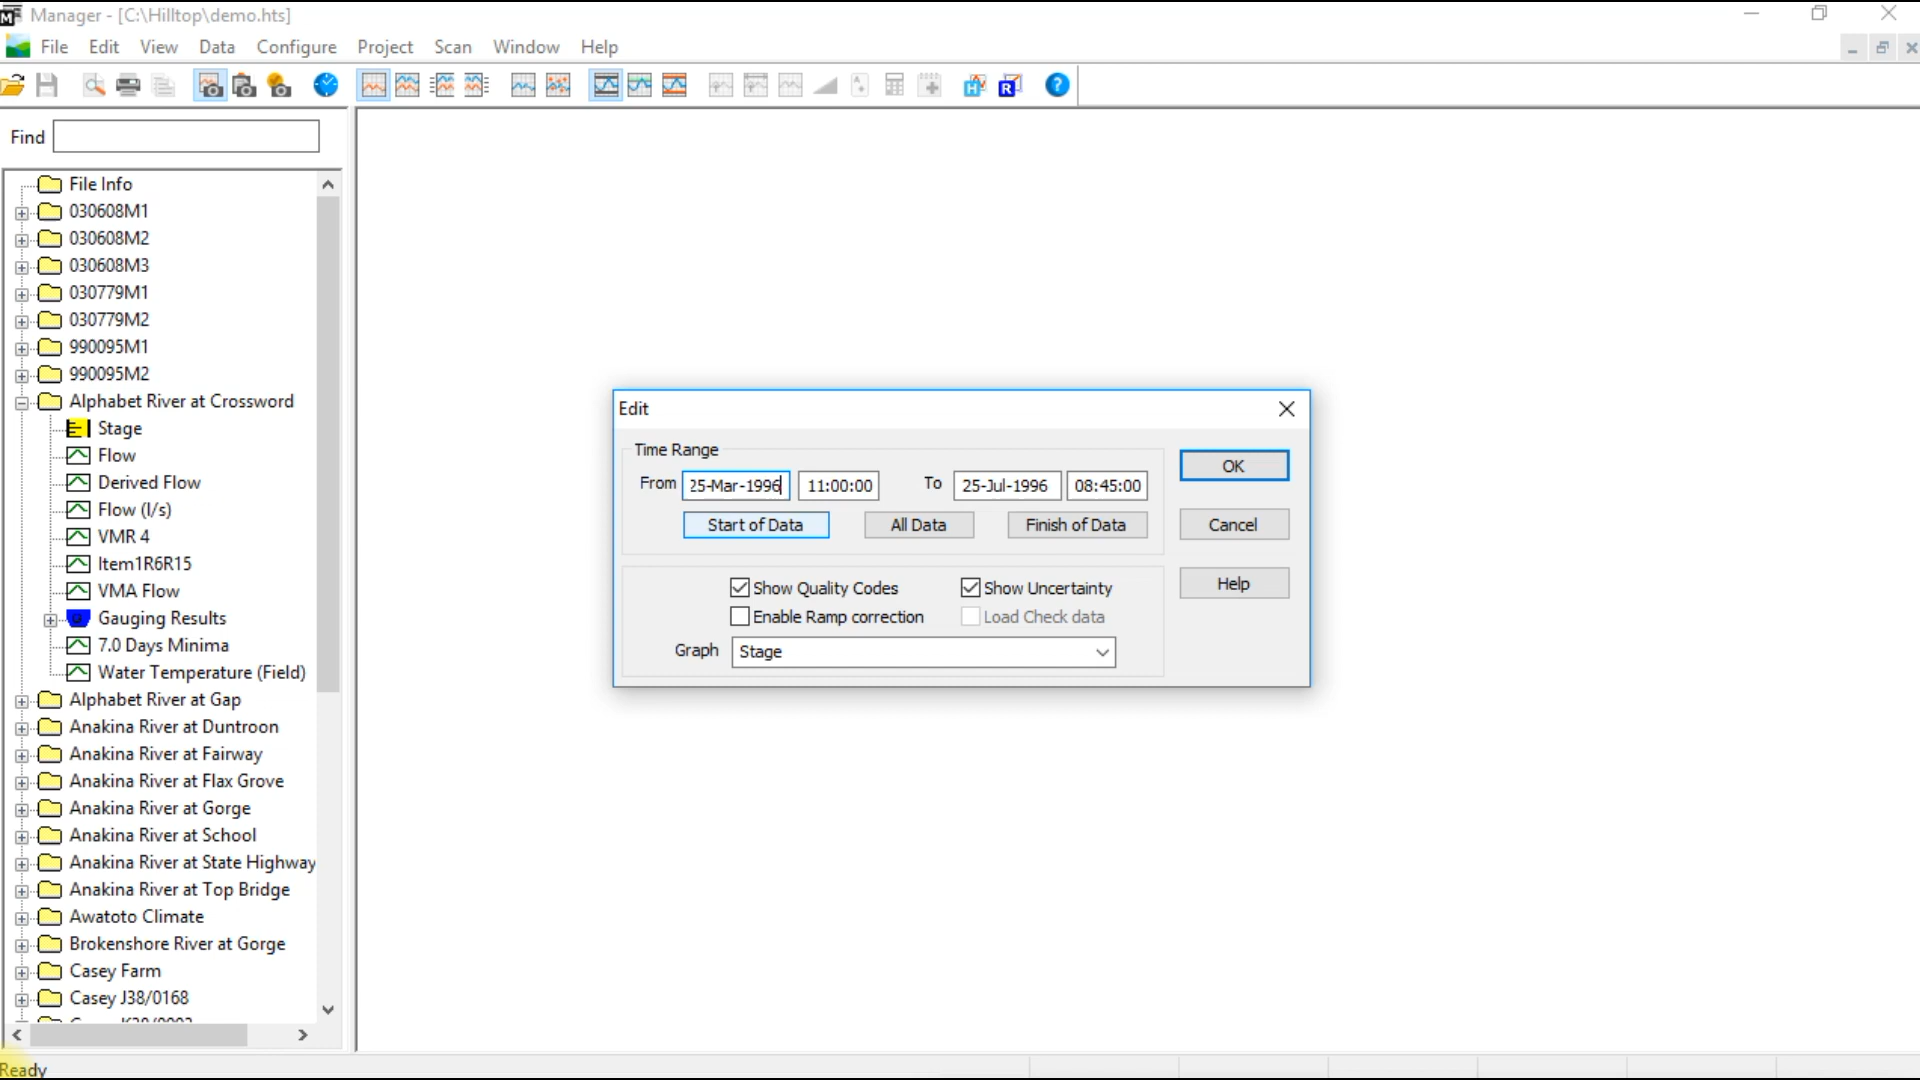 Manager - [C:\Hilltop\demo.hts]
File Edit View Data Configure Project Scan Window Help
Find
File Info
030608M1
030608M2
030608M3
030779M1
030779M2
990095M1
990095M2
Alphabet River at Crossword
Stage
Flow
Derived Flow
Flow (l/s)
VMR 4
Item1R6R15
VMA Flow
Gauging Results
7.0 Days Minima
Water Temperature (Field)
Alphabet River at Gap
Anakina River at Duntroon
Anakina River at Fairway
Anakina River at Flax Grove
Anakina River at Gorge
Anakina River at School
Anakina River at State Highway
Anakina River at Top Bridge
Awatoto Climate
Brokenshore River at Gorge
Casey Farm
Casey J38/0168
Ready
Edit
Time Range
From 25-Mar-1996 11:00:00 To 25-Jul-1996 08:45:00
Start of Data All Data Finish of Data
Show Quality Codes Show Uncertainty
Enable Ramp correction Load Check data
Graph Stage
OK
Cancel
Help